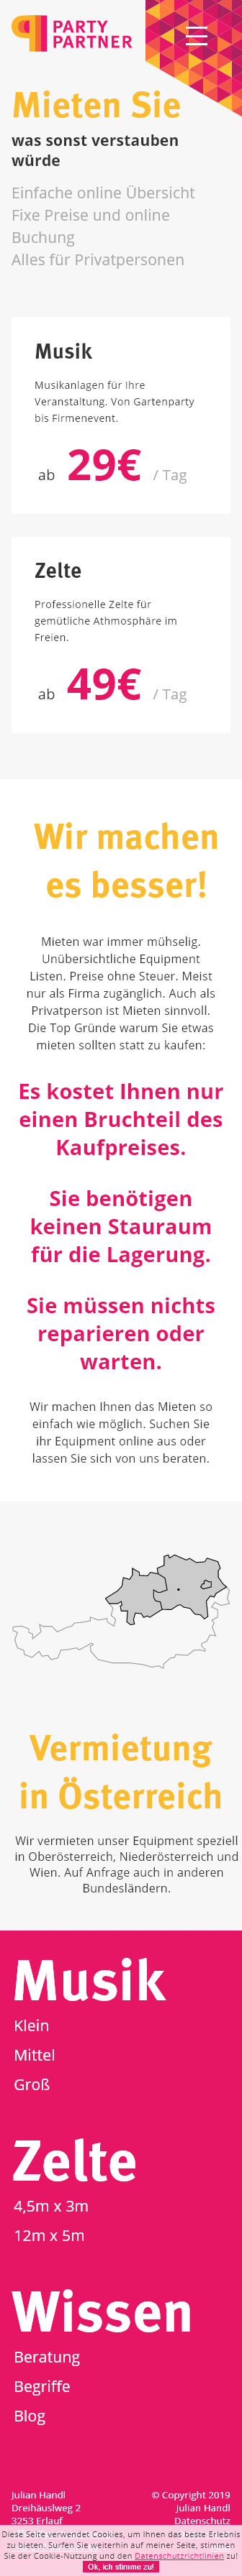 PARTY
PARTNER
Mieten Sie
was sonst verstauben
würde
Einfache online Übersicht
Fixe Preise und online
Buchung
Alles für Privatpersonen
Musik
Musikanlagen für Ihre
Veranstaltung. Von Gartenparty
bis Firmenevent.
ab 29€ / Tag
Zelte
Professionelle Zelte für
gemütliche Athmosphäre im
Freien.
ab 49€ / Tag
Wir machen
es besser!
Mieten war immer mühselig.
Unübersichtliche Equipment
Listen. Preise ohne Steuer. Meist
nur als Firma zugänglich. Auch als
Privatperson ist Mieten sinnvoll.
Die Top Gründe warum Sie etwas
mieten sollten statt zu kaufen:
Es kostet Ihnen nur
einen Bruchteil des
Kaufpreises.
Sie benötigen
keinen Stauraum
für die Lagerung.
Sie müssen nichts
reparieren oder
warten.
Wir machen Ihnen das Mieten so
einfach wie möglich. Suchen Sie
ihr Equipment online aus oder
lassen Sie sich von uns beraten.
Vermietung
in Österreich
Wir vermieten unser Equipment speziell
in Oberösterreich, Niederösterreich und
Wien. Auf Anfrage auch in anderen
Bundesländern.
Musik
Klein
Mittel
Groß
Zelte
4,5m x 3m
12m x 5m
Wissen
Beratung
Begriffe
Blog
Julian Handl © Copyright 2019
Dreihäuslweg 2 Julian Handl
3253 Erlauf Datenschutz
Diese Seite verwendet Cookies, um Ihnen das beste Erlebnis
zu bieten. Surfen Sie weiterhin auf meiner Seite, stimmen
Sie der Cookie-Nutzung und den Datenschutzrichtlinien zu!
Ok, ich stimme zu!